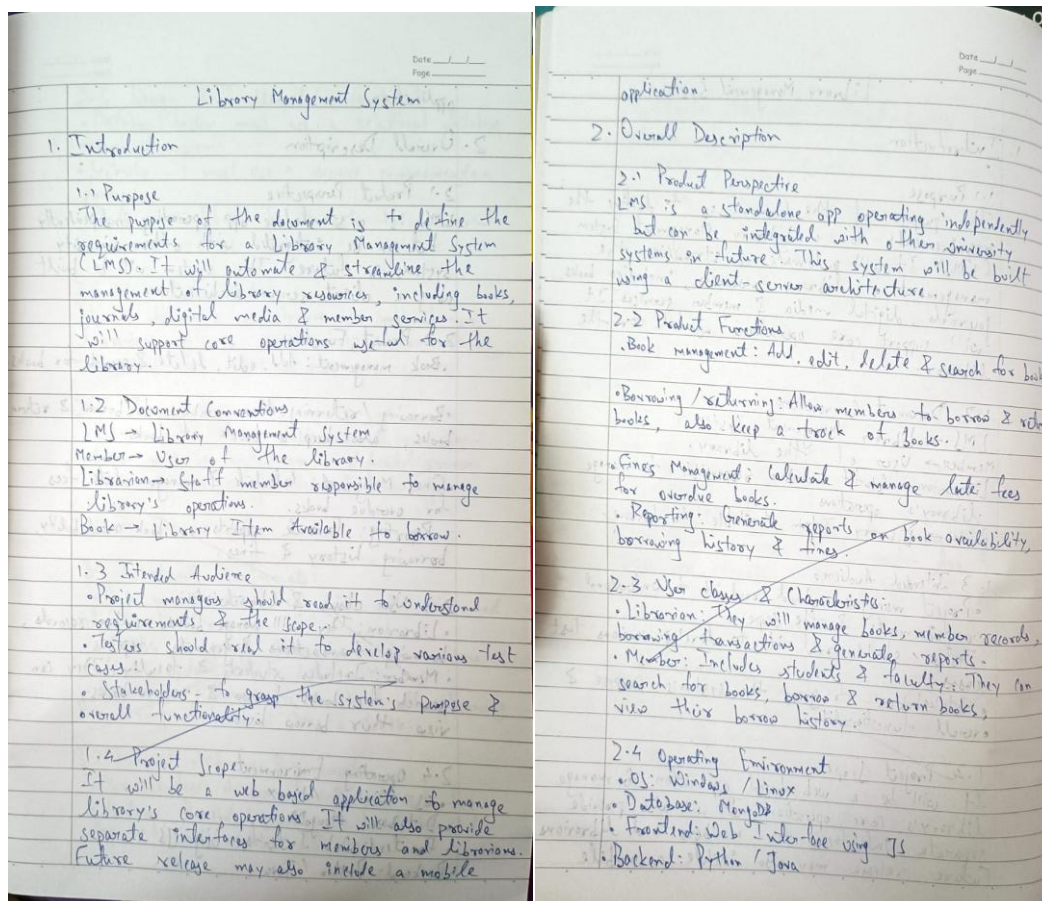 Date __/__/__
Page ______
Library Management System
1. Introduction
1.1 Purpose
The purpose of the document is to define the
requirements for a Library Management System
(LMS). It will automate & streamline the
management of library resources, including books,
journals, digital media & member services. It
will support core operations useful for the
library.
1.2 Document Conventions
LMS → Library Management System
Member → User of the library.
Librarian → Staff member responsible to manage
library's operations.
Book → Library Item Available to borrow.
1.3 Intended Audience
• Project managers should read it to understand
requirements & the scope.
• Testers should read it to develop various test
cases
• Stakeholders - to grasp the system's purpose &
overall functionality.
1.4 Project Scope
It will be a web based application to manage
library's core operations. It will also provide
separate interfaces for members and librarians.
Future release may also include a mobile
Date __/__/__
Page ______
application.
2. Overall Description
2.1 Product Perspective
LMS is a standalone app operating independently
but can be integrated with other university
systems in future. This system will be built
using a client-server architecture.
2.2 Product Functions
• Book management: Add, edit, delete & search for book
• Borrowing / returning: Allow members to borrow & retu
books, also keep a track of books.
• Fines Management: Calculate & manage late fees
for overdue books.
• Reporting: Generate reports on book availability,
borrowing history & fines.
2.3 User classes & Characteristics
• Librarian: They will manage books, member records,
borrowing transactions & generate reports.
• Member: Includes students & faculty. They can
search for books, borrow & return books,
view their borrow history.
2.4 Operating Environment
• OS: Windows / Linux
• Database: MongoDB
• Frontend: Web Interface using JS
• Backend: Python / Java